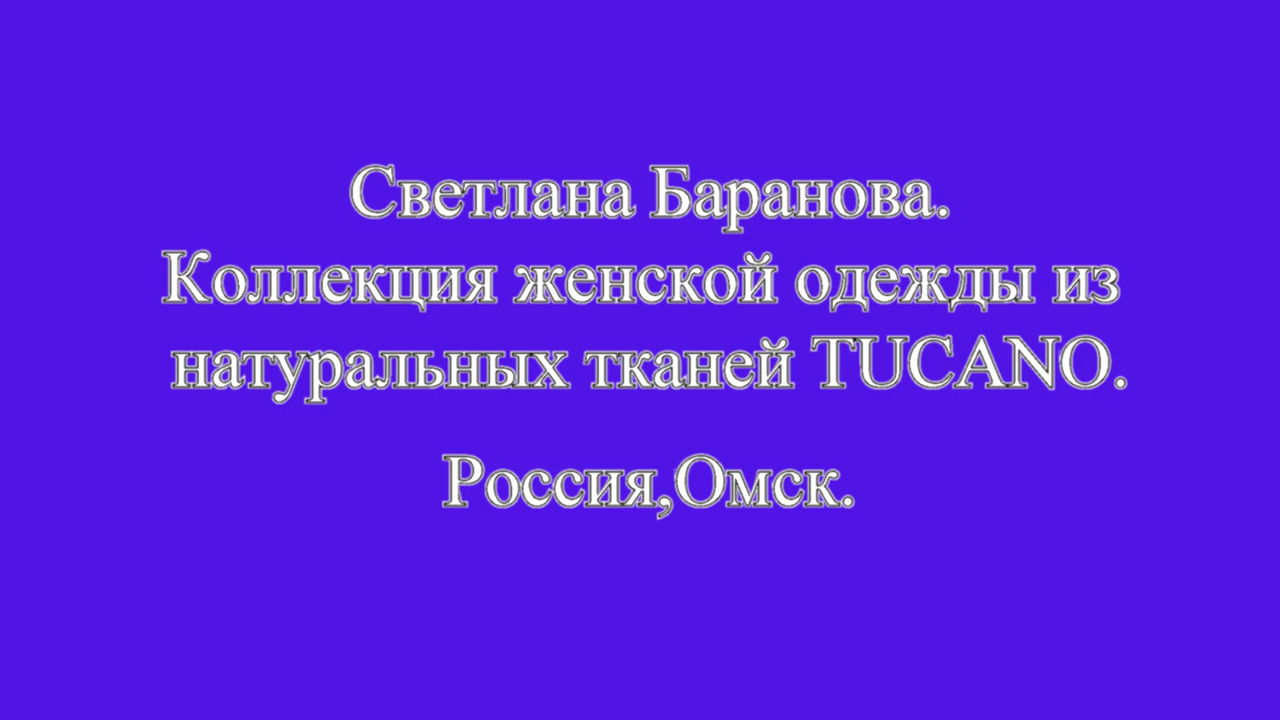 Светлана Баранова.
Коллекция женской одежды из
натуральных тканей TUCANO.
Россия,Омск.